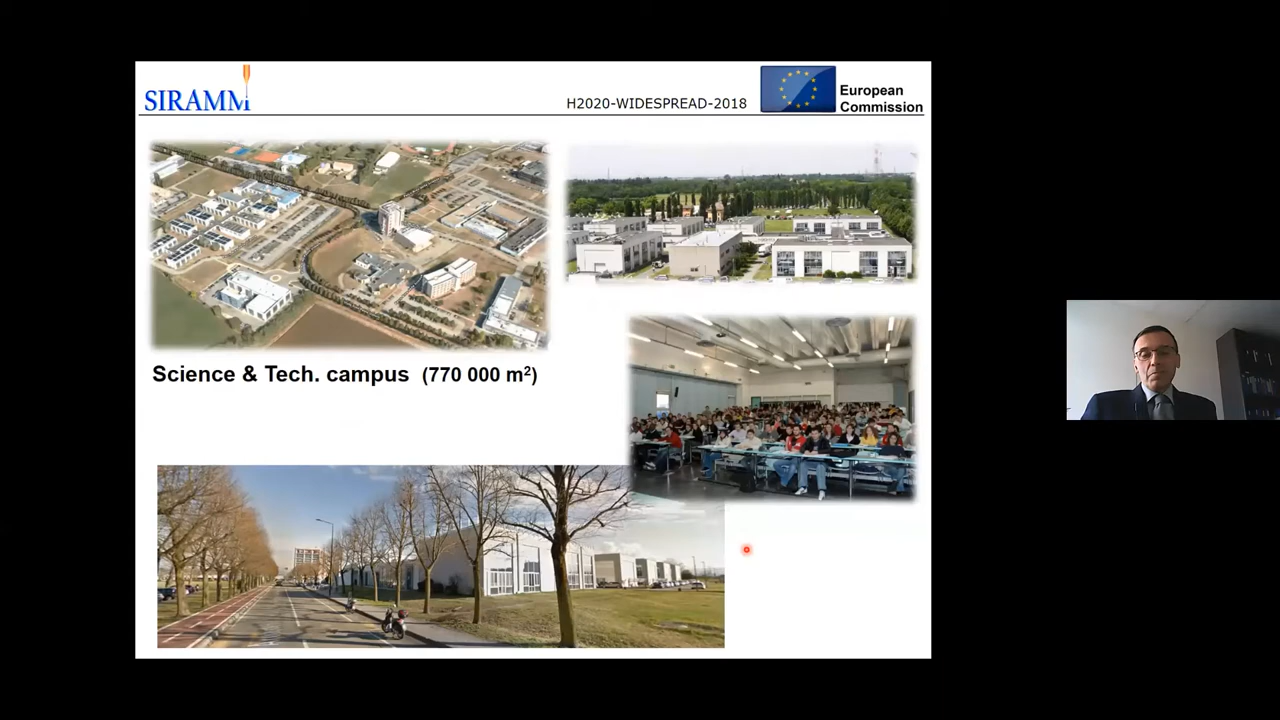 SIRAMM
H2020-WIDESPREAD-2018
European
Commission
Science & Tech. campus (770 000 m²)